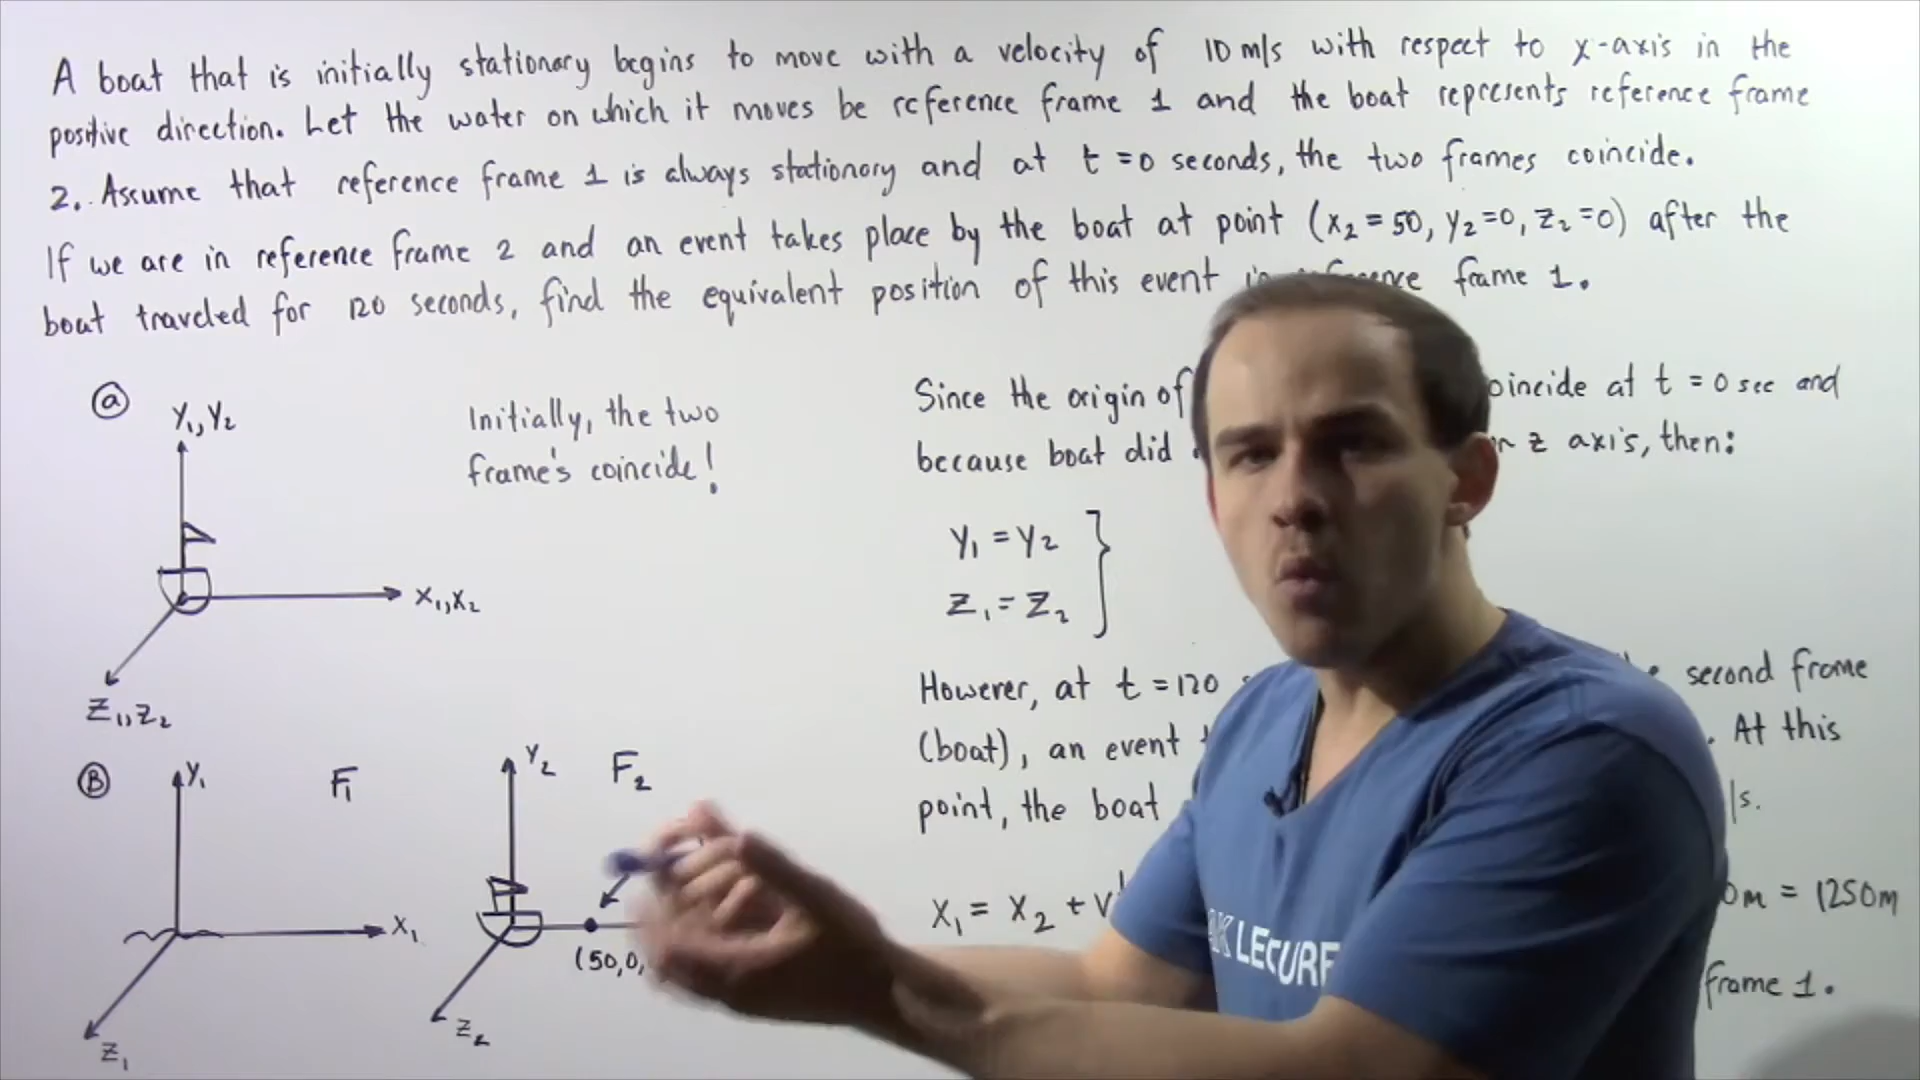 A boat that is initially stationary begins to move with a velocity of 10 m/s with respect to x-axis in the
positive direction. Let the water on which it moves be reference frame 1 and the boat represents reference frame
2. Assume that reference frame 1 is always stationary and at t = 0 seconds, the two frames coincide.
If we are in reference frame 2 and an event takes place by the boat at point (x₂ = 50, y₂ = 0, z₂ = 0) after the
boat traveled for 120 seconds, find the equivalent position of this event frame 1.
(a)
Y₁, Y₂
X₁, X₂
Z₁, Z₂
Initially, the two
frame's coincide!
(B)
Y₁
F₁
X₁
Z₁
Y₂
F₂
(50,0,
Z₂
Since the origin of coincide at t = 0 sec and
because boat did z axis, then:
Y₁ = Y₂
Z₁ = Z₂
However, at t = 120 second frame
(boat), an event . At this
point, the boat /s.
X₁ = X₂ + v 0m = 1250m
frame 1.
LECTURE